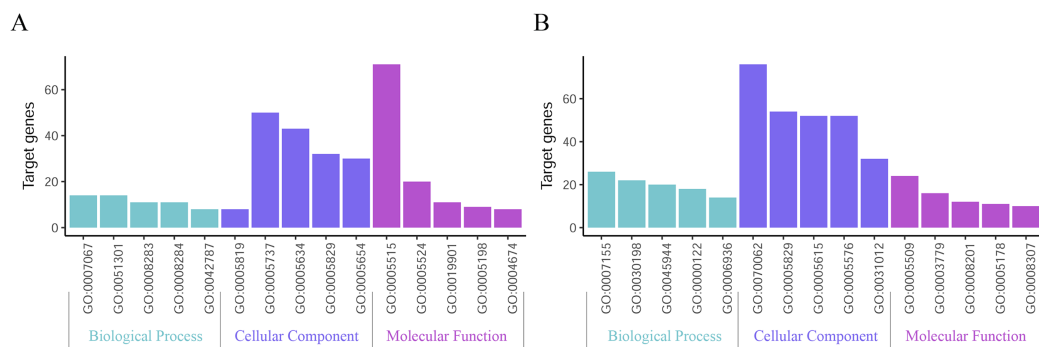 A
Target genes
60
40
20
0
GO:0007067
GO:0051301
GO:0008283
GO:0008284
GO:0042787
GO:0005819
GO:0005737
GO:0005634
GO:0005829
GO:0005654
GO:0005515
GO:0005524
GO:0019901
GO:0005198
GO:0004674
Biological Process
Cellular Component
Molecular Function
B
Target genes
60
40
20
0
GO:0007155
GO:0030198
GO:0045944
GO:0000122
GO:0006936
GO:0070062
GO:0005829
GO:0005615
GO:0005576
GO:0031012
GO:0005509
GO:0003779
GO:0008201
GO:0005178
GO:0008307
Biological Process
Cellular Component
Molecular Function